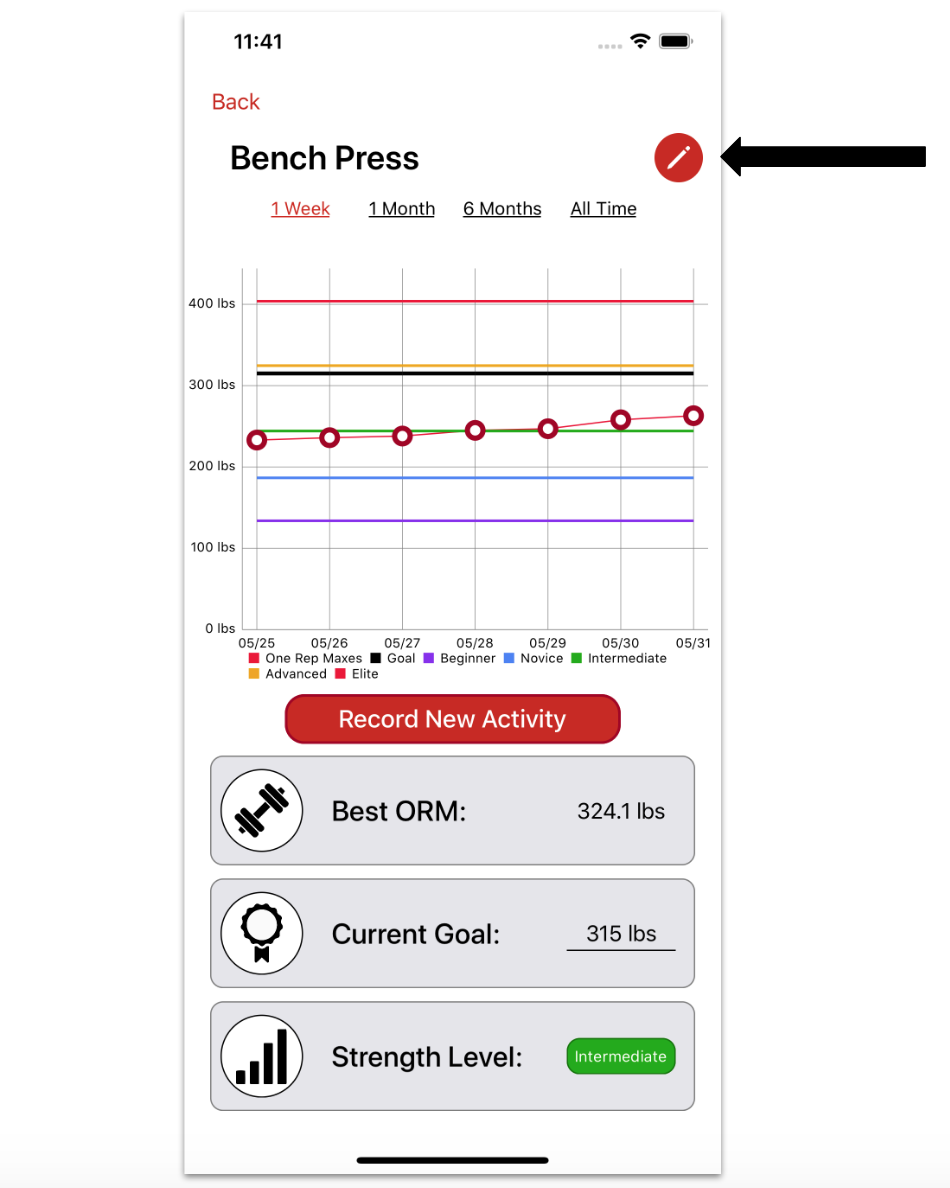 11:41
Back
Bench Press
1 Week 1 Month 6 Months All Time
400 lbs
300 lbs
200 lbs
100 lbs
0 lbs
05/25 05/26 05/27 05/28 05/29 05/30 05/31
One Rep Maxes Goal Beginner Novice Intermediate
Advanced Elite
Record New Activity
Best ORM: 324.1 lbs
Current Goal: 315 lbs
Strength Level: Intermediate